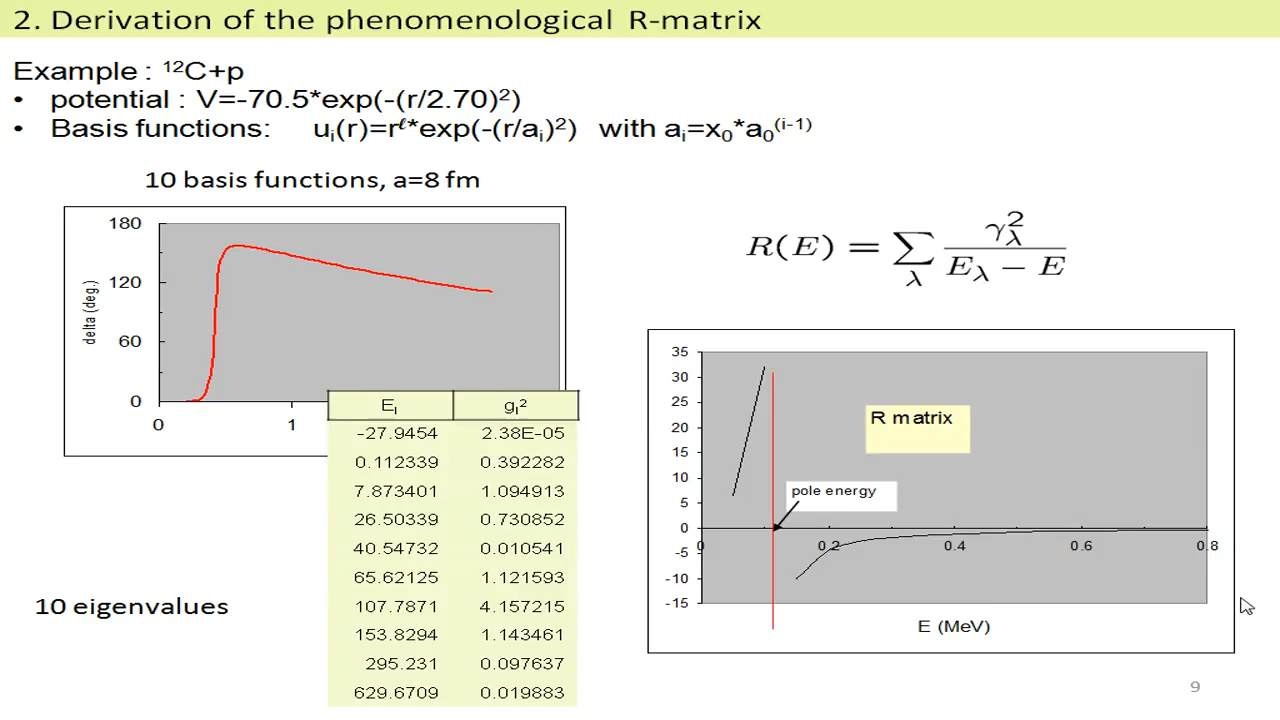 2. Derivation of the phenomenological R-matrix
Example : ¹²C+p
• potential : V=-70.5*exp(-(r/2.70)²)
• Basis functions: uᵢ(r)=r^ℓ*exp(-(r/aᵢ)²) with aᵢ=x₀*a₀⁽ⁱ⁻¹⁾
10 basis functions, a=8 fm
180
120
60
0
delta (deg.)
0 1
R(E) = ∑_λ γ_λ² / (E_λ − E)
35
30
25
20
15
10
5
0
-5
-10
-15
0 0.2 0.4 0.6 0.8
R matrix
pole energy
E (MeV)
E_l g_l²
-27.9454 2.38E-05
0.112339 0.392282
7.873401 1.094913
26.50339 0.730852
40.54732 0.010541
65.62125 1.121593
107.7871 4.157215
153.8294 1.143461
295.231 0.097637
629.6709 0.019883
10 eigenvalues
9